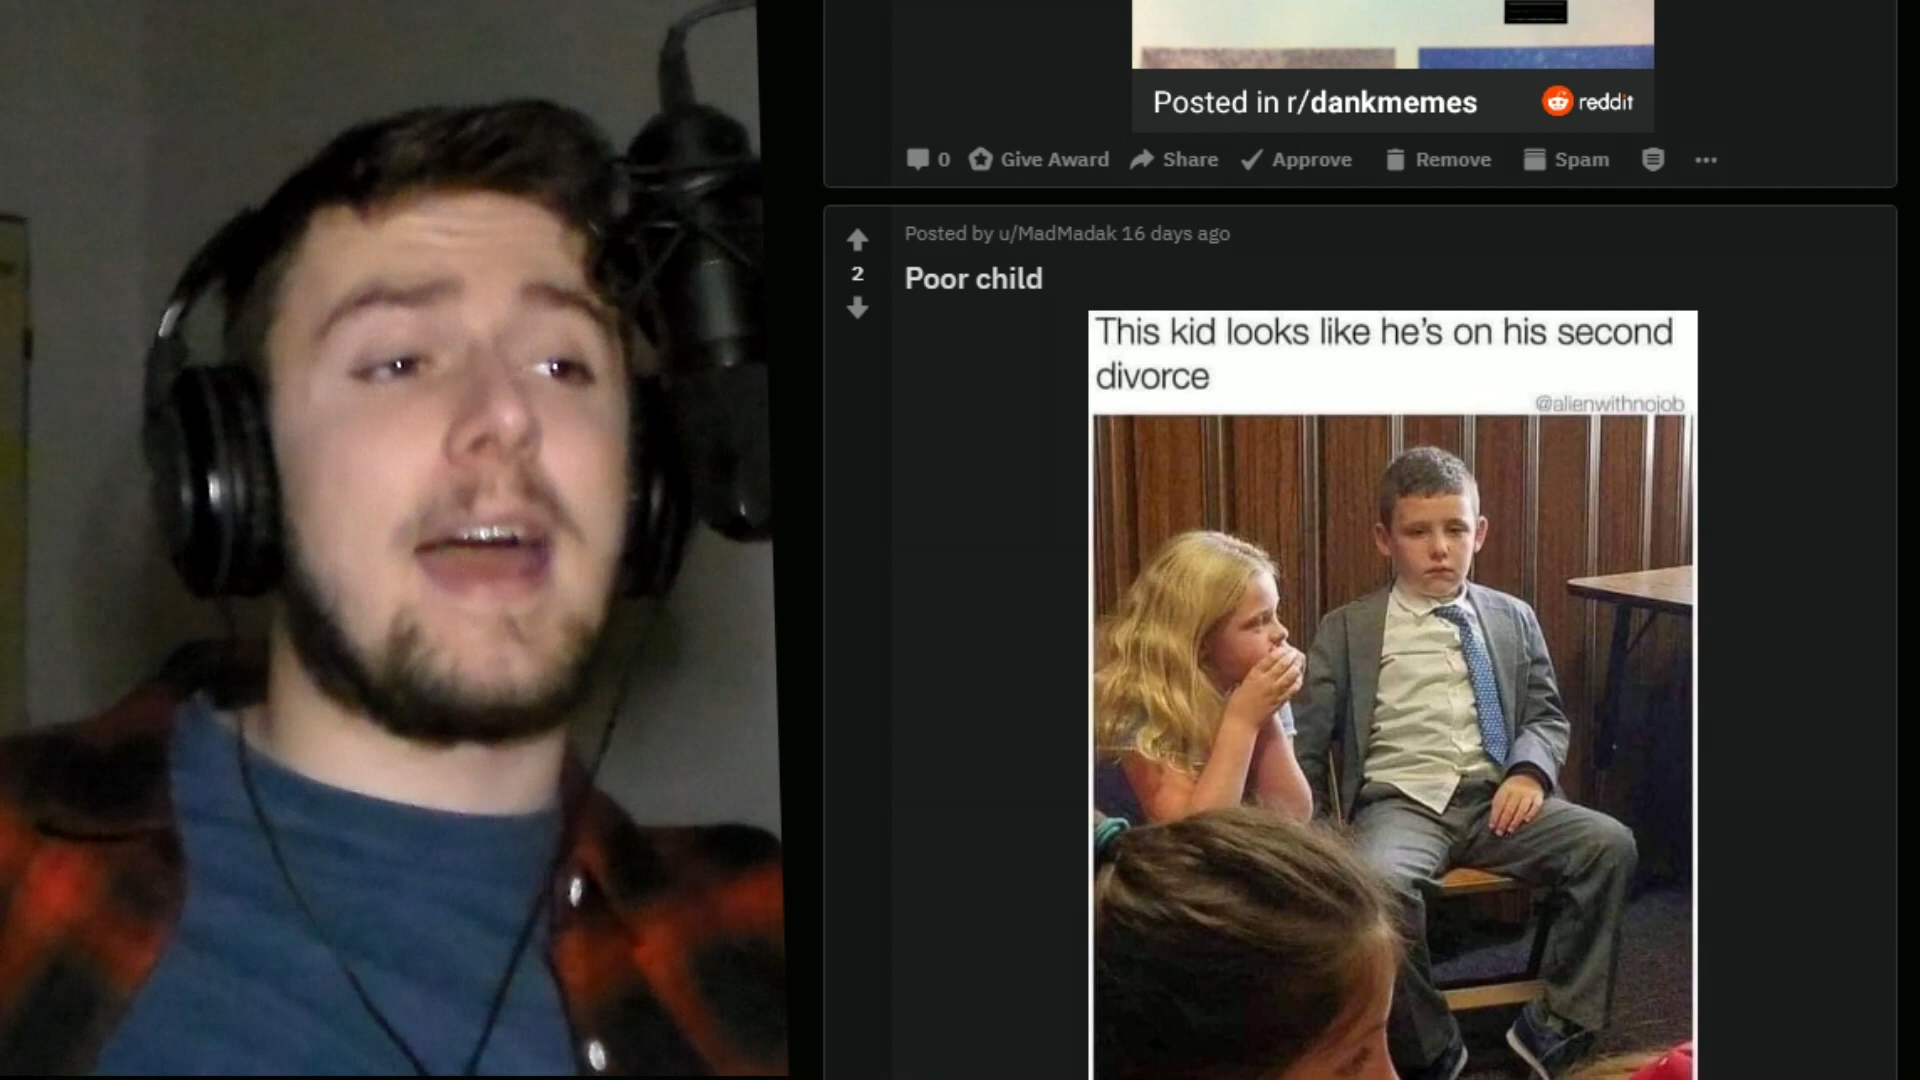 Posted in r/dankmemes
reddit
0 Give Award Share Approve Remove Spam
Posted by u/MadMadak 16 days ago
2
Poor child
This kid looks like he's on his second
divorce
@alienwithnojob